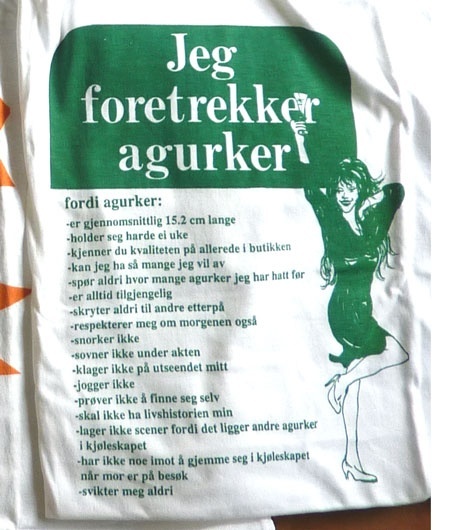 Jeg
foretrekker
agurker
fordi agurker:
-er gjennomsnittlig 15.2 cm lange
-holder seg harde ei uke
-kjenner du kvaliteten på allerede i butikken
-kan jeg ha så mange jeg vil av
-spør aldri hvor mange agurker jeg har hatt før
-er alltid tilgjengelig
-skryter aldri til andre etterpå
-respekterer meg om morgenen også
-snorker ikke
-sovner ikke under akten
-klager ikke på utseendet mitt
-jogger ikke
-prøver ikke å finne seg selv
-skal ikke ha livshistorien min
-lager ikke scener fordi det ligger andre agurker
i kjøleskapet
-har ikke noe imot å gjemme seg i kjøleskapet
når mor er på besøk
-svikter meg aldri